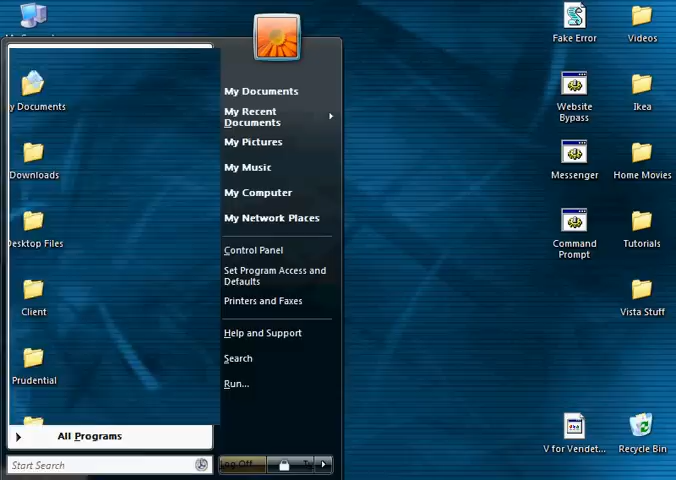 Fake Error
Videos
My Documents
y Documents
My Recent
Documents
Website
Bypass
Ikea
My Pictures
My Music
Downloads
Messenger
Home Movies
My Computer
My Network Places
Desktop Files
Control Panel
Command
Prompt
Tutorials
Set Program Access and
Defaults
Printers and Faxes
Client
Vista Stuff
Help and Support
Search
Prudential
Run...
All Programs
V for Vendet...
Recycle Bin
Start Search
Log Off